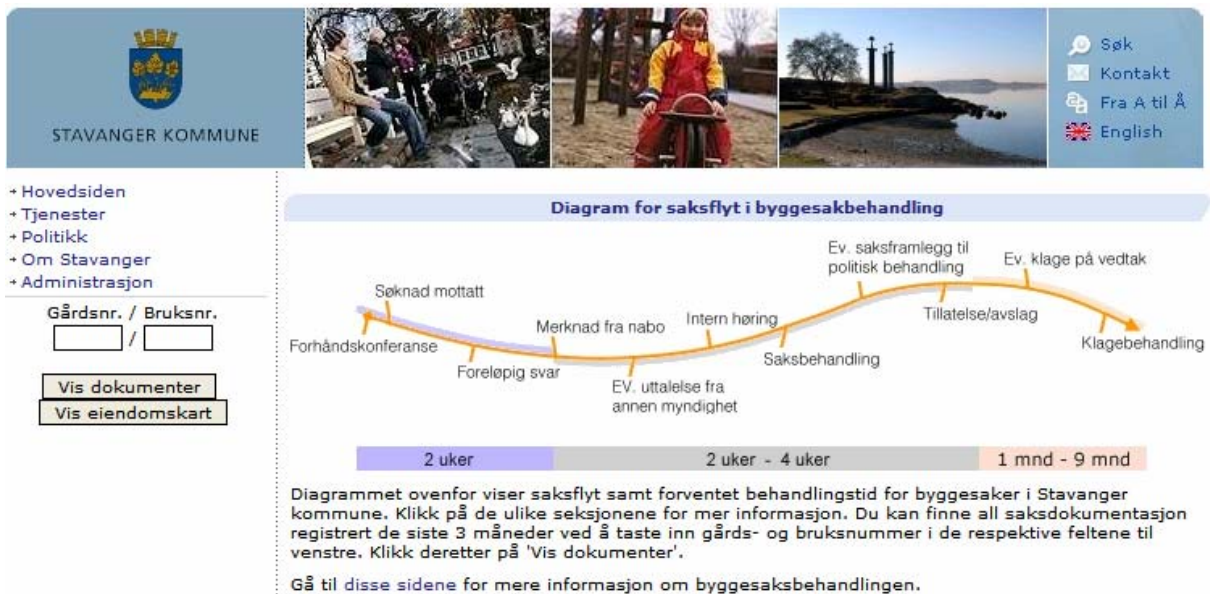 STAVANGER KOMMUNE
Søk
Kontakt
Fra A til Å
English
Hovedsiden
Tjenester
Politikk
Om Stavanger
Administrasjon
Gårdsnr. / Bruksnr.
/
Vis dokumenter
Vis eiendomskart
Diagram for saksflyt i byggesakbehandling
Forhåndskonferanse
Søknad mottatt
Foreløpig svar
Merknad fra nabo
EV. uttalelse fra
annen myndighet
Intern høring
Saksbehandling
Ev. saksframlegg til
politisk behandling
Tillatelse/avslag
Ev. klage på vedtak
Klagebehandling
2 uker
2 uker - 4 uker
1 mnd - 9 mnd
Diagrammet ovenfor viser saksflyt samt forventet behandlingstid for byggesaker i Stavanger
kommune. Klikk på de ulike seksjonene for mer informasjon. Du kan finne all saksdokumentasjon
registrert de siste 3 måneder ved å taste inn gårds- og bruksnummer i de respektive feltene til
venstre. Klikk deretter på 'Vis dokumenter'.
Gå til disse sidene for mere informasjon om byggesaksbehandlingen.